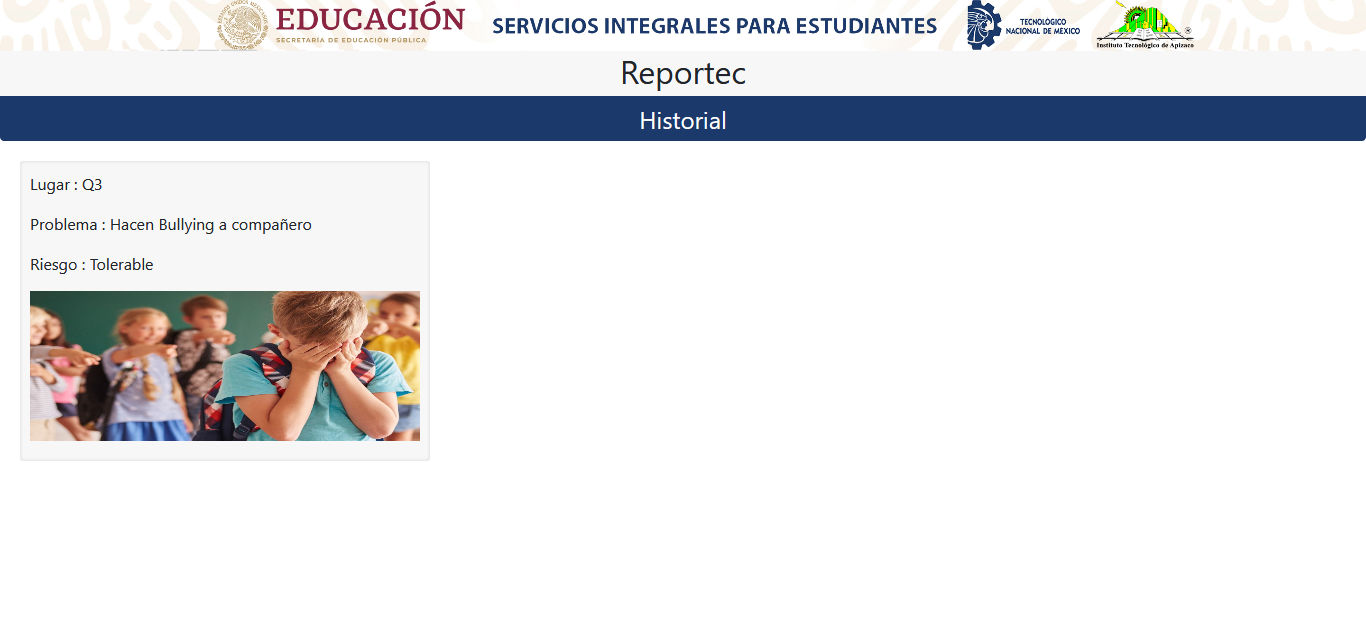 EDUCACIÓN
SECRETARÍA DE EDUCACIÓN PÚBLICA
SERVICIOS INTEGRALES PARA ESTUDIANTES
TECNOLÓGICO
NACIONAL DE MÉXICO
®
Instituto Tecnológico de Apizaco
Reportec
Historial
Lugar : Q3
Problema : Hacen Bullying a compañero
Riesgo : Tolerable